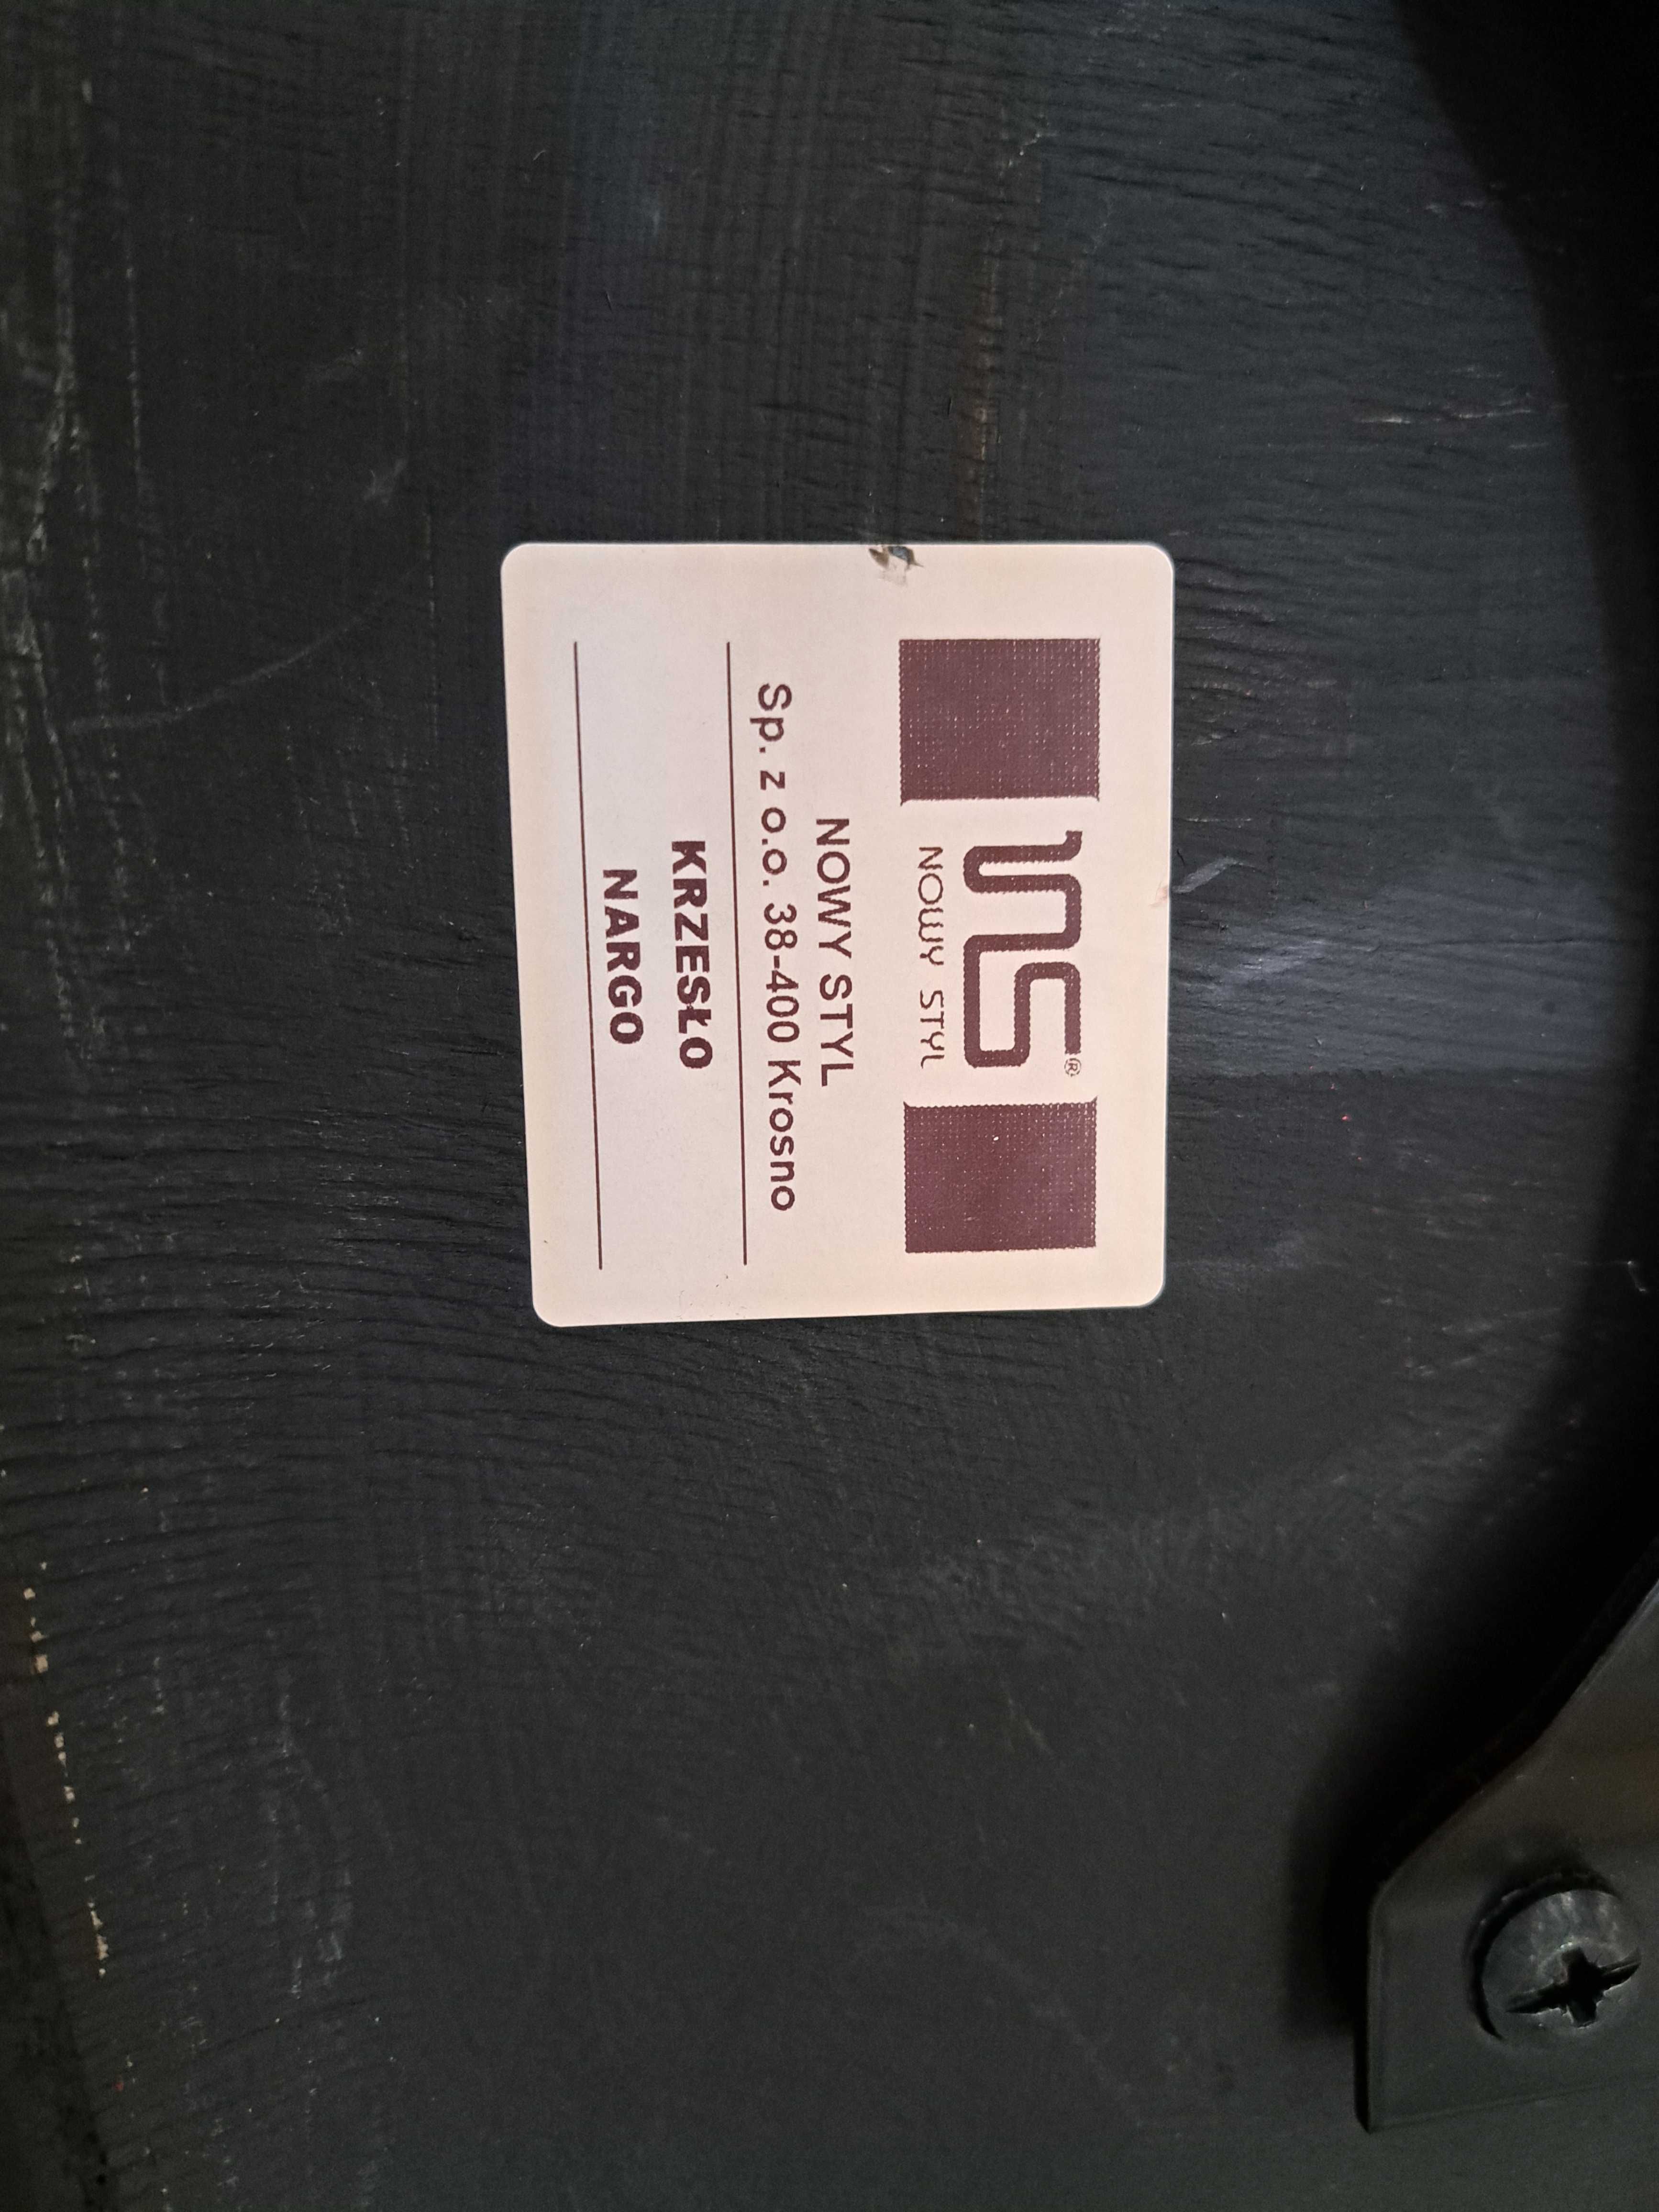 NS®
NOWY STYL
NOWY STYL
Sp. z o.o. 38-400 Krosno
KRZESŁO
NARGO